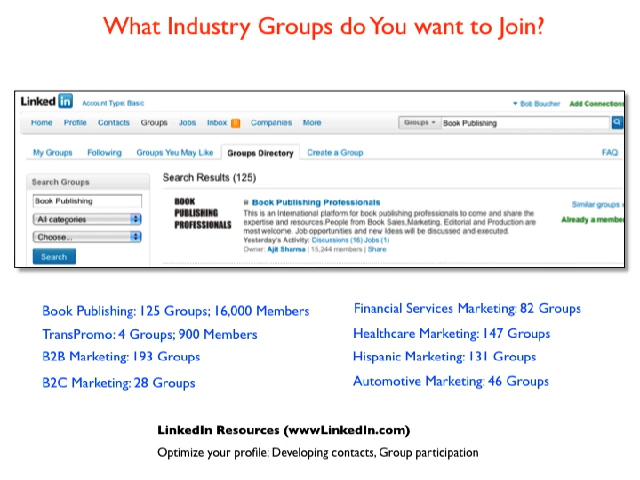 What Industry Groups do You want to Join?
Linked in Account Type: Basic
Bob Boucher Add Connections
Home Profile Contacts Groups Jobs Inbox Companies More Groups Book Publishing
My Groups Following Groups You May Like Groups Directory Create a Group FAQ
Search Groups
Book Publishing
All categories
Choose...
Search
Search Results (125)
BOOK
PUBLISHING
PROFESSIONALS
Book Publishing Professionals
This is an International platform for book publishing professionals to come and share the
expertise and resources People from Book Sales,Marketing, Editorial and Production are
most welcome. Job opportunities and new Ideas will be discussed and executed.
Yesterday's Activity: Discussions (16) Jobs (1)
Owner: Ajit Sharma | 15,244 members | Share
Similar groups
Already a membe
Book Publishing: 125 Groups; 16,000 Members
TransPromo: 4 Groups; 900 Members
B2B Marketing: 193 Groups
B2C Marketing: 28 Groups
Financial Services Marketing: 82 Groups
Healthcare Marketing: 147 Groups
Hispanic Marketing: 131 Groups
Automotive Marketing: 46 Groups
LinkedIn Resources (wwwLinkedIn.com)
Optimize your profile: Developing contacts, Group participation